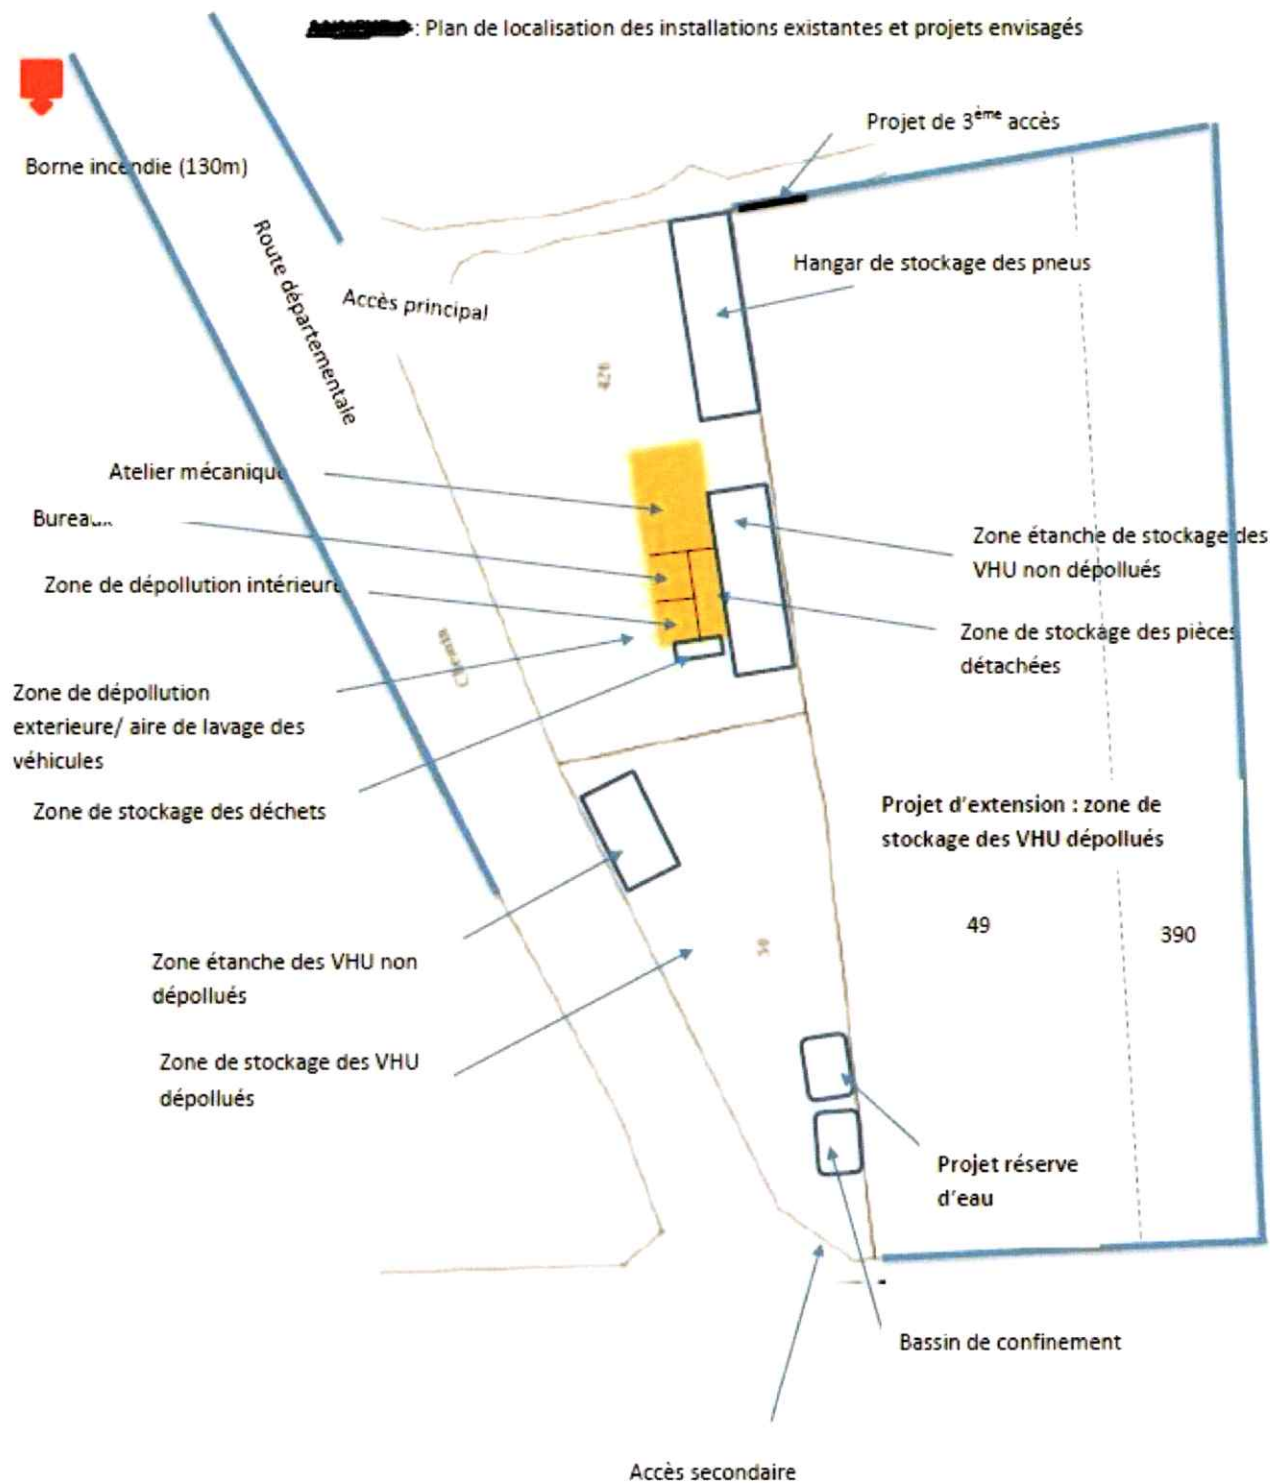 : Plan de localisation des installations existantes et projets envisagés
Projet de 3ème accès
Borne incendie (130m)
Route départementale
Accès principal
Hangar de stockage des pneus
Atelier mécanique
Zone étanche de stockage des
VHU non dépollués
Zone de dépollution intérieure
Zone de stockage des pièces
détachées
Zone de dépollution
exterieure/ aire de lavage des
véhicules
Zone de stockage des déchets
Projet d'extension : zone de
stockage des VHU dépollués
49
390
Zone étanche des VHU non
dépollués
Zone de stockage des VHU
dépollués
Projet réserve
d'eau
Bassin de confinement
Accès secondaire